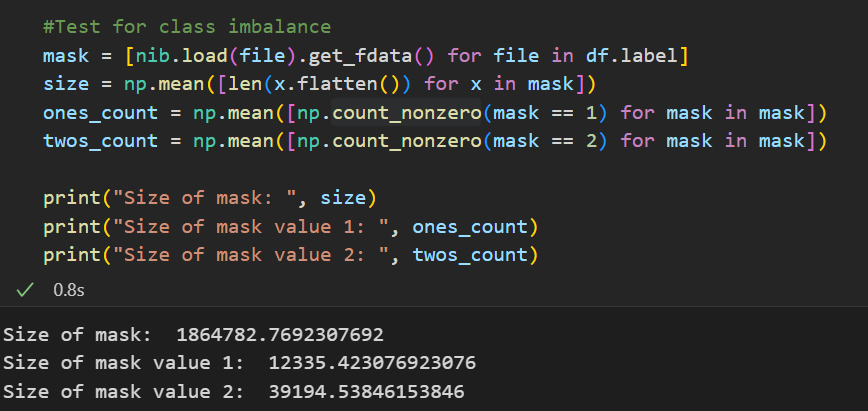 #Test for class imbalance
mask = [nib.load(file).get_fdata() for file in df.label]
size = np.mean([len(x.flatten()) for x in mask])
ones_count = np.mean([np.count_nonzero(mask == 1) for mask in mask])
twos_count = np.mean([np.count_nonzero(mask == 2) for mask in mask])
print("Size of mask: ", size)
print("Size of mask value 1: ", ones_count)
print("Size of mask value 2: ", twos_count)
0.8s
Size of mask:  1864782.7692307692
Size of mask value 1:  12335.423076923076
Size of mask value 2:  39194.53846153846